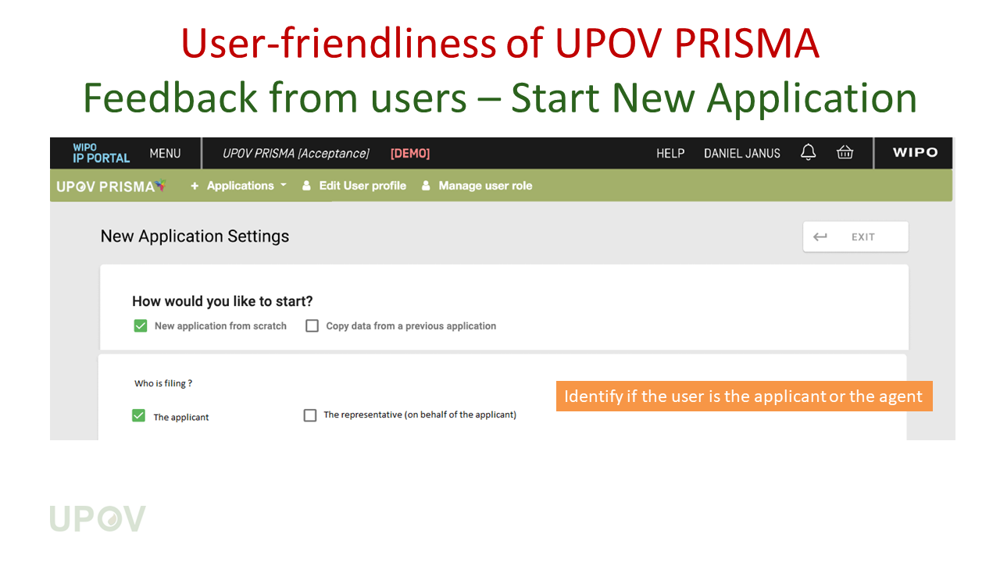 User-friendliness of UPOV PRISMA
Feedback from users – Start New Application
WIPO
IP PORTAL MENU UPOV PRISMA [Acceptance] [DEMO] HELP DANIEL JANUS WIPO
UPOV PRISMA + Applications Edit User profile Manage user role
New Application Settings EXIT
How would you like to start?
New application from scratch Copy data from a previous application
Who is filing ?
Identify if the user is the applicant or the agent
The applicant The representative (on behalf of the applicant)
UPOV